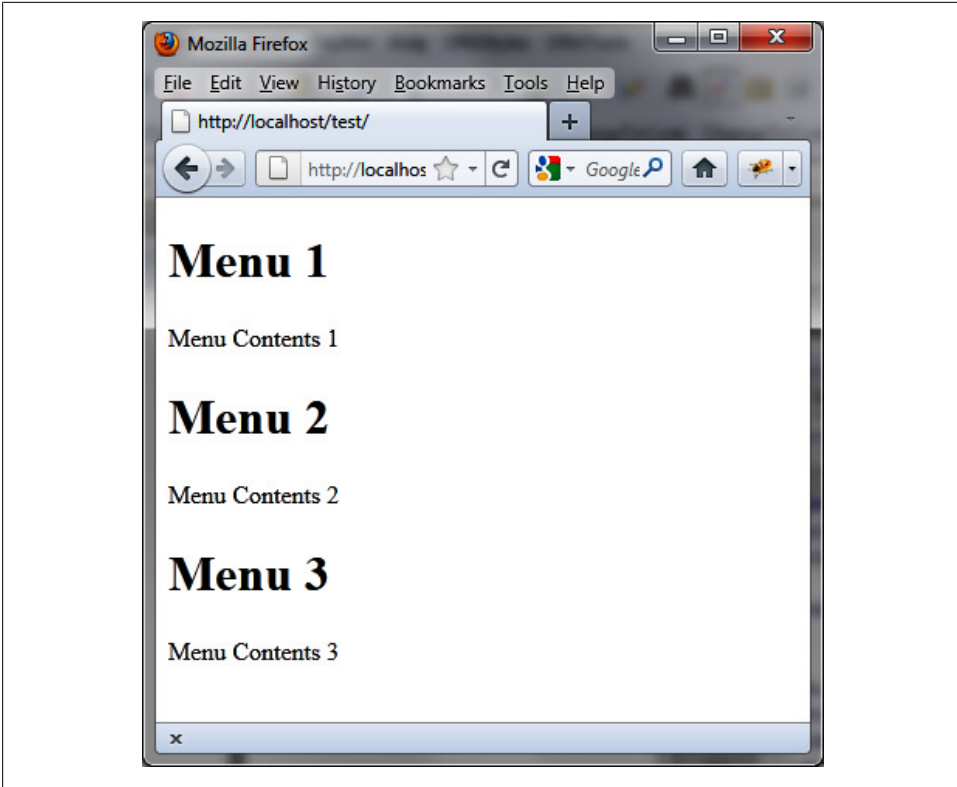 Mozilla Firefox
File Edit View History Bookmarks Tools Help
http://localhost/test/
http://localhos Google
Menu 1
Menu Contents 1
Menu 2
Menu Contents 2
Menu 3
Menu Contents 3